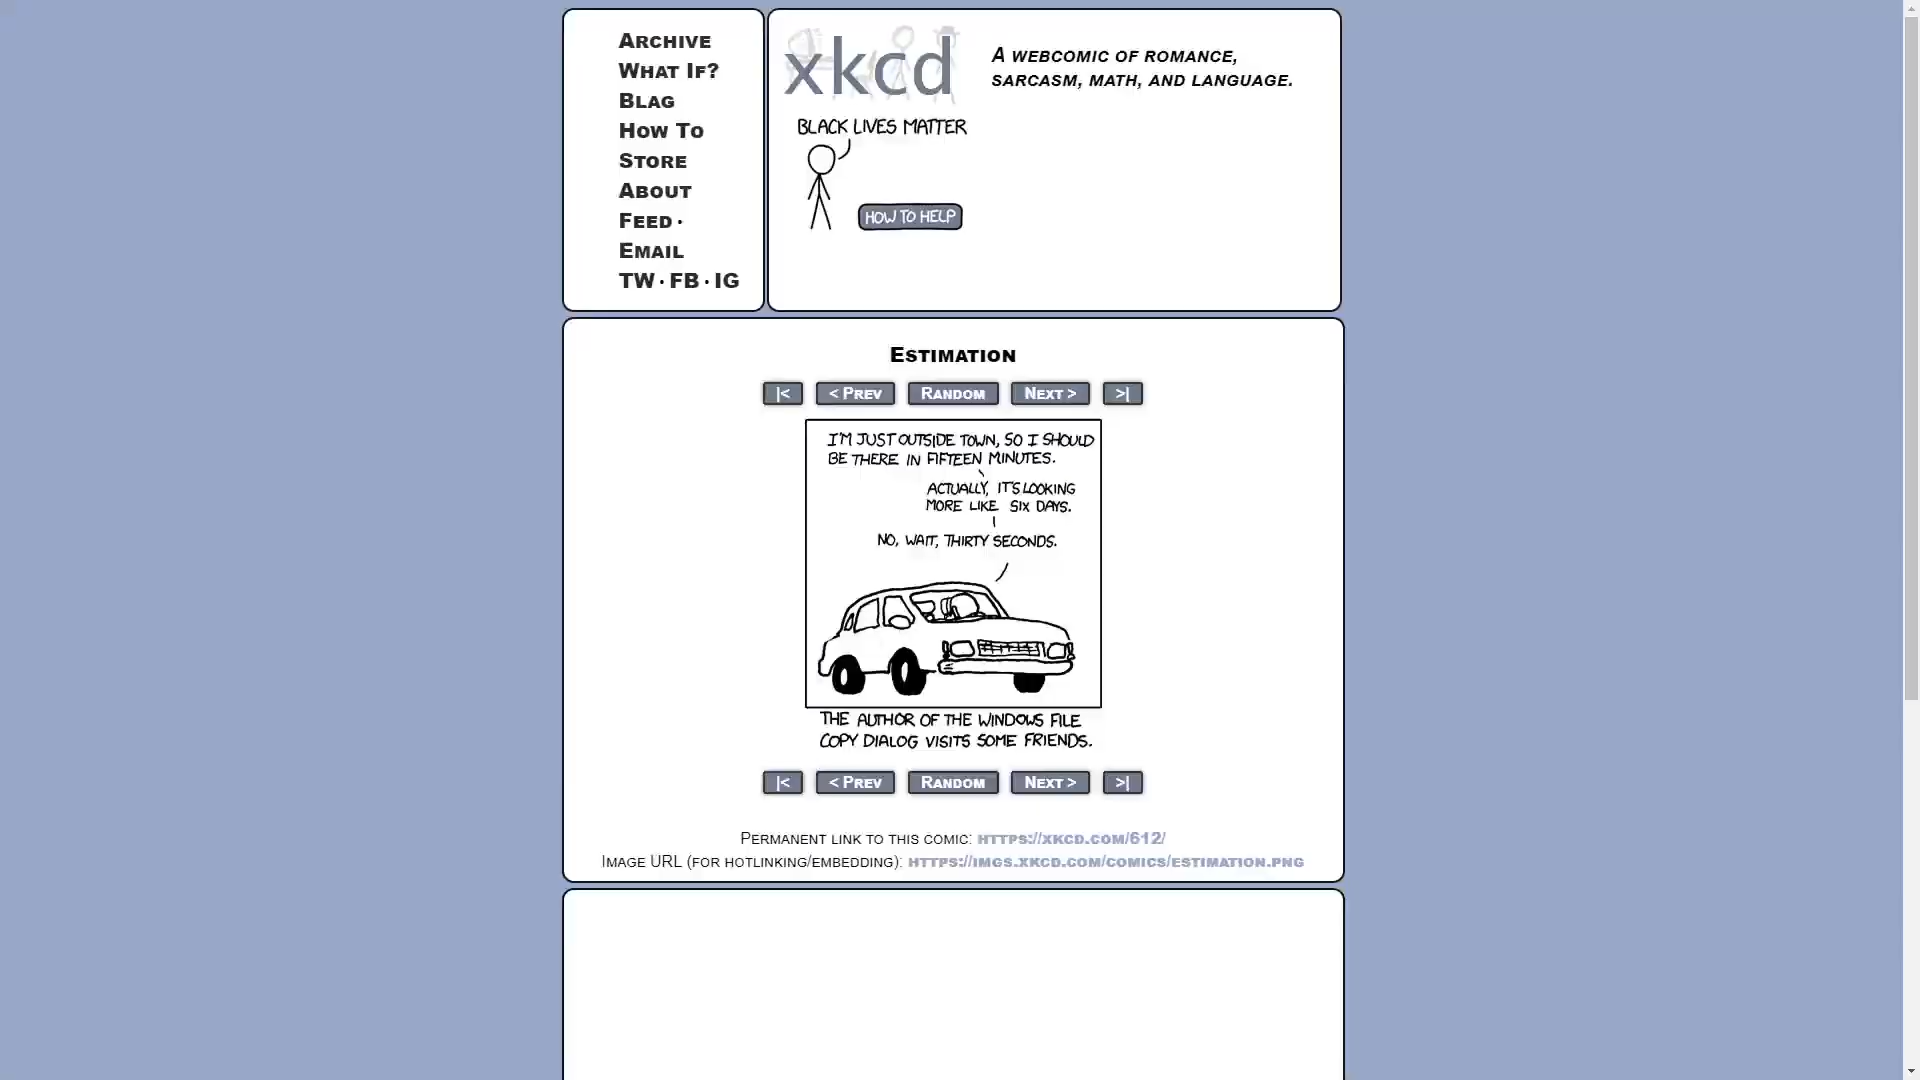 Archive
What If?
Blag
How To
Store
About
Feed •
Email
TW • FB • IG
xkcd
A webcomic of romance,
sarcasm, math, and language.
BLACK LIVES MATTER
HOW TO HELP
Estimation
|<
< Prev
Random
Next >
>|
I'M JUST OUTSIDE TOWN, SO I SHOULD
BE THERE IN FIFTEEN MINUTES.
ACTUALLY, IT'S LOOKING
MORE LIKE SIX DAYS.
NO, WAIT, THIRTY SECONDS.
THE AUTHOR OF THE WINDOWS FILE
COPY DIALOG VISITS SOME FRIENDS.
|<
< Prev
Random
Next >
>|
Permanent link to this comic: https://xkcd.com/612/
Image URL (for hotlinking/embedding): https://imgs.xkcd.com/comics/estimation.png